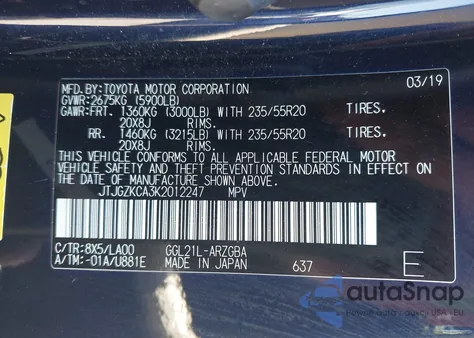 MFD. BY: TOYOTA MOTOR CORPORATION 03/19
GVWR: 2675KG (5900LB)
GAWR: FRT. 1360KG (3000LB) WITH 235/55R20 TIRES.
20X8J RIMS.
RR. 1460KG (3215LB) WITH 235/55R20 TIRES.
20X8J RIMS.
THIS VEHICLE CONFORMS TO ALL APPLICABLE FEDERAL MOTOR
VEHICLE SAFETY AND THEFT PREVENTION STANDARDS IN EFFECT
ON THE DATE OF MANUFACTURE SHOWN ABOVE.
JTJGZKCA3K2012247 MPV
C/TR: 8X5/LA00 GGL21L-ARZGBA
A/TM: -01A/U881E MADE IN JAPAN 637 E
autoSnap